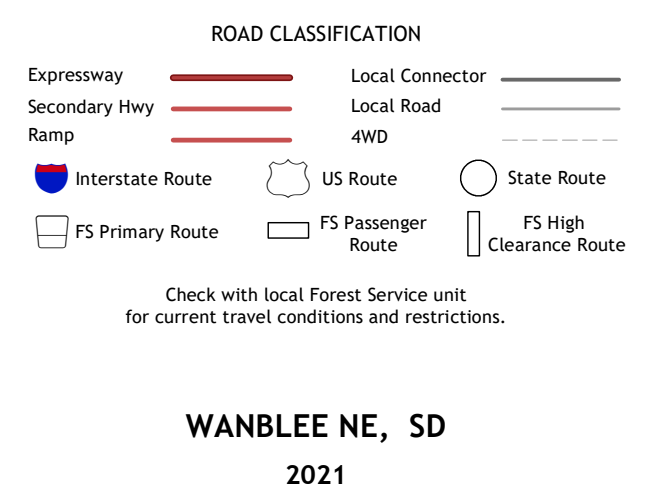 ROAD CLASSIFICATION
Expressway
Local Connector
Secondary Hwy
Local Road
Ramp
4WD
Interstate Route
US Route
State Route
FS Primary Route
FS Passenger
Route
FS High
Clearance Route
Check with local Forest Service unit
for current travel conditions and restrictions.
WANBLEE NE, SD
2021